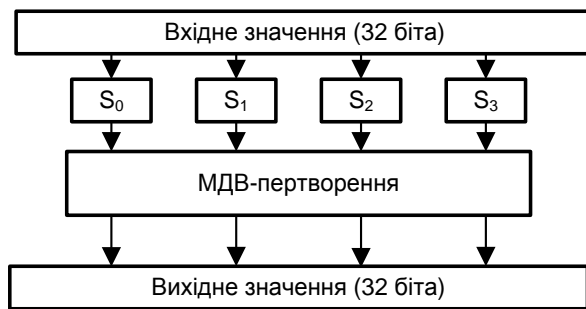 Вхідне значення (32 біта)
S₀ S₁ S₂ S₃
МДВ-пертворення
Вихідне значення (32 біта)